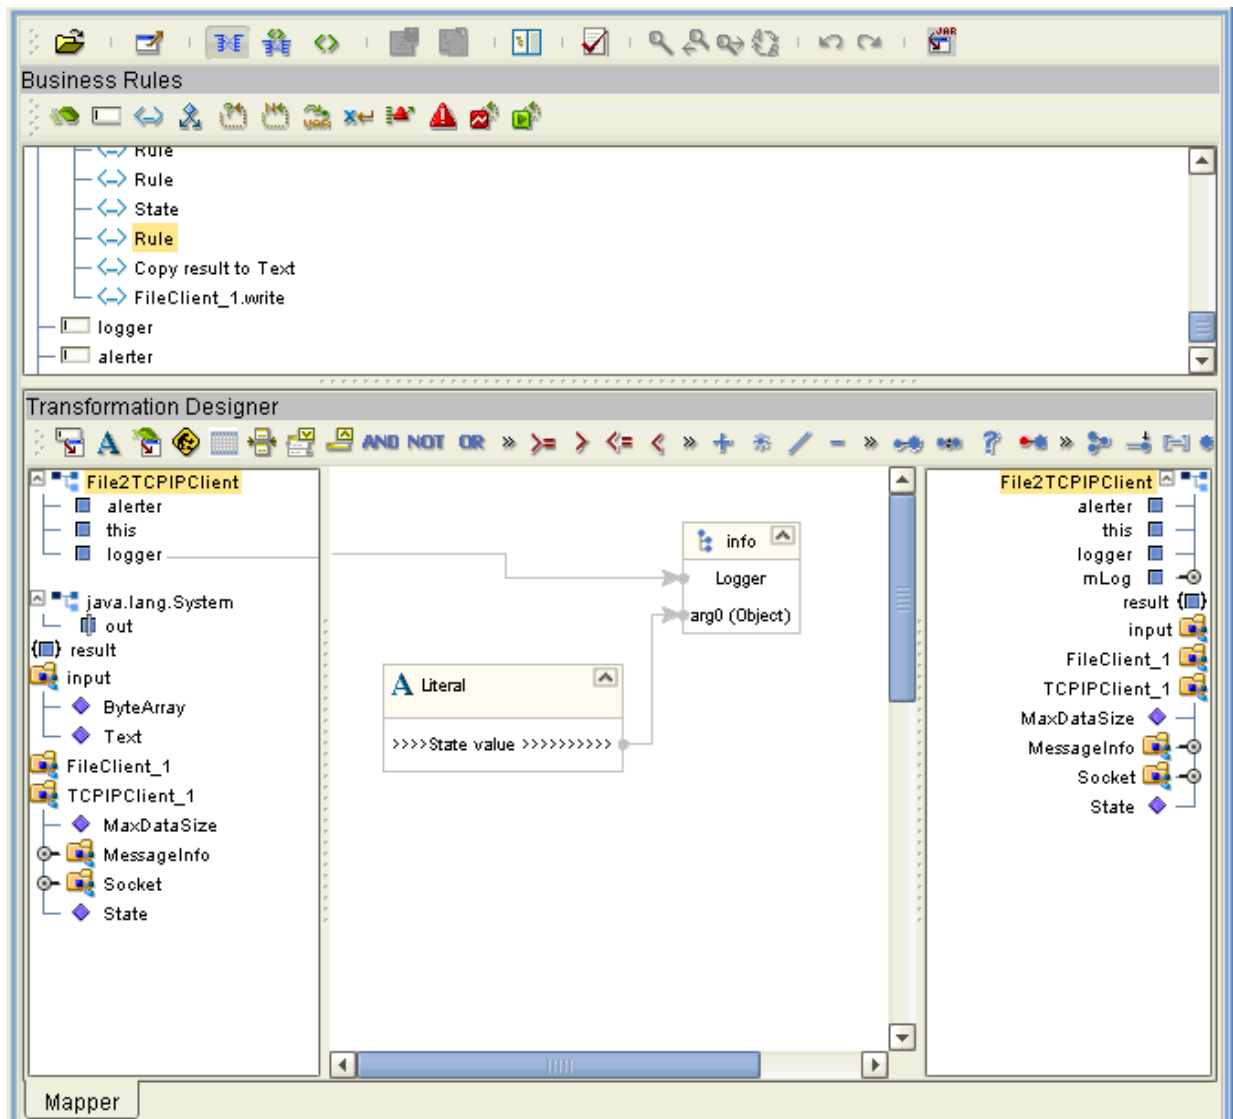 JAR
Business Rules
VAR
Rule
Rule
State
Rule
Copy result to Text
FileClient_1.write
logger
alerter
Transformation Designer
A AND NOT OR » >= > <= < » + * / - » ? »
File2TCPIPClient
alerter
this
logger
java.lang.System
out
result
input
ByteArray
Text
FileClient_1
TCPIPClient_1
MaxDataSize
MessageInfo
Socket
State
info
Logger
arg0 (Object)
A Literal
>>>>State value >>>>>>>>>>
File2TCPIPClient
alerter
this
logger
mLog
result
input
FileClient_1
TCPIPClient_1
MaxDataSize
MessageInfo
Socket
State
Mapper